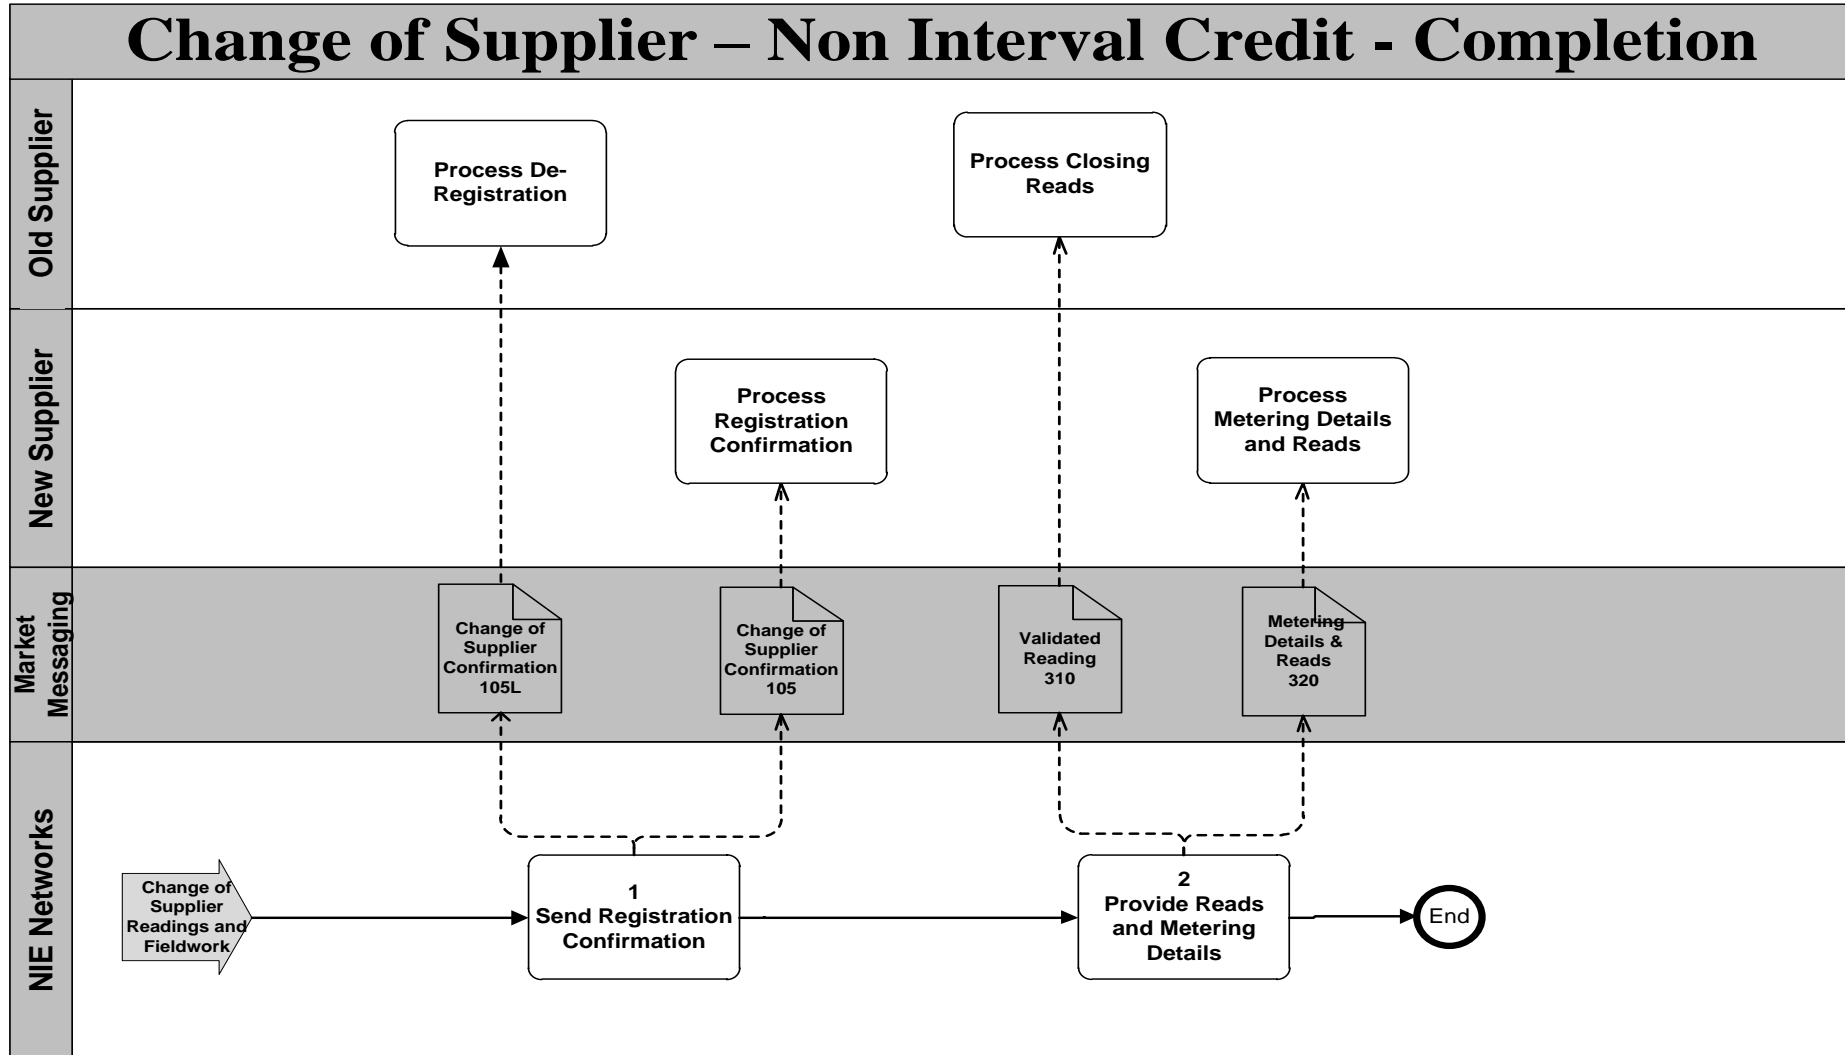 Change of Supplier – Non Interval Credit - Completion
Old Supplier
Process De-
Registration
Process Closing
Reads
New Supplier
Process
Registration
Confirmation
Process
Metering Details
and Reads
Market
Messaging
Change of
Supplier
Confirmation
105L
Change of
Supplier
Confirmation
105
Validated
Reading
310
Metering
Details &
Reads
320
NIE Networks
Change of
Supplier
Readings and
Fieldwork
1
Send Registration
Confirmation
2
Provide Reads
and Metering
Details
End